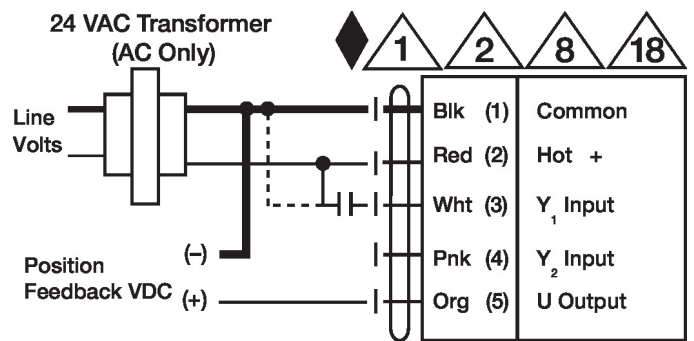 24 VAC Transformer
(AC Only)
1
2
8
18
Line
Volts
Blk (1) Common
Red (2) Hot +
Wht (3) Y1 Input
Pnk (4) Y2 Input
Org (5) U Output
(–)
Position
Feedback VDC (+)